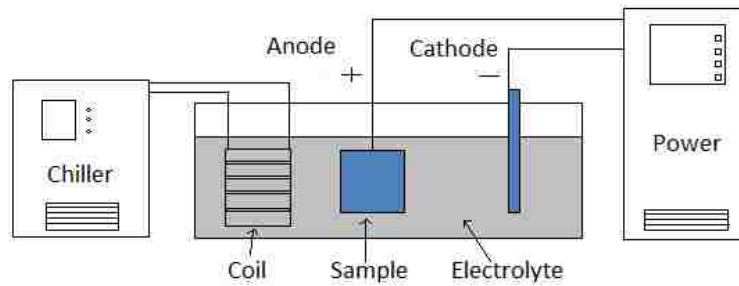 Anode
Cathode
+
−
Chiller
Power
Coil
Sample
Electrolyte